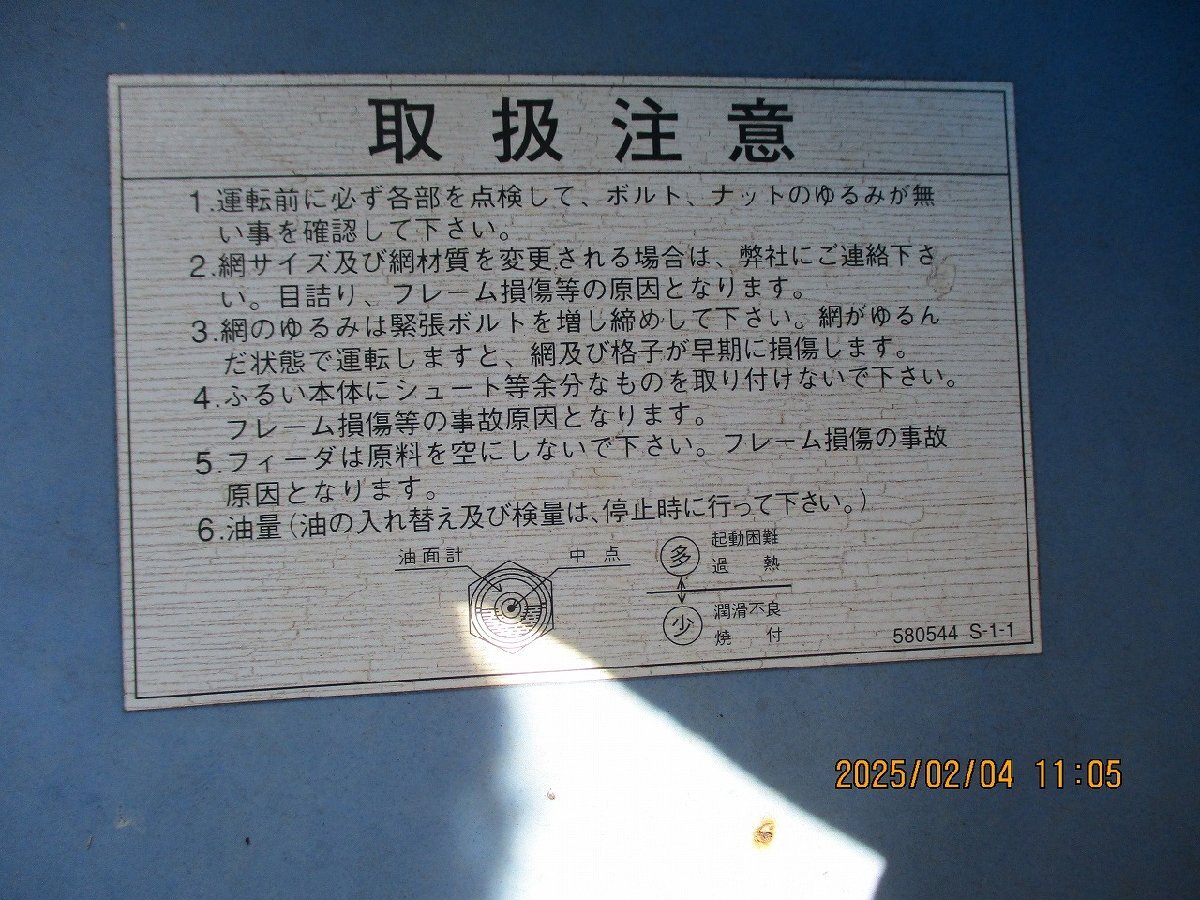 取扱注意
1.運転前に必ず各部を点検して、ボルト、ナットのゆるみが無
い事を確認して下さい。
2.網サイズ及び網材質を変更される場合は、弊社にご連絡下さ
い。目詰り、フレーム損傷等の原因となります。
3.網のゆるみは緊張ボルトを増し締めして下さい。網がゆるん
だ状態で運転しますと、網及び格子が早期に損傷します。
4.ふるい本体にシュート等余分なものを取り付けないで下さい。
フレーム損傷等の事故原因となります。
5.フィーダは原料を空にしないで下さい。フレーム損傷の事故
原因となります。
6.油量(油の入れ替え及び検量は、停止時に行って下さい。)
油面計 中点 多 起動困難
過熱
少 潤滑不良
焼付
580544 S-1-1
2025/02/04 11:05